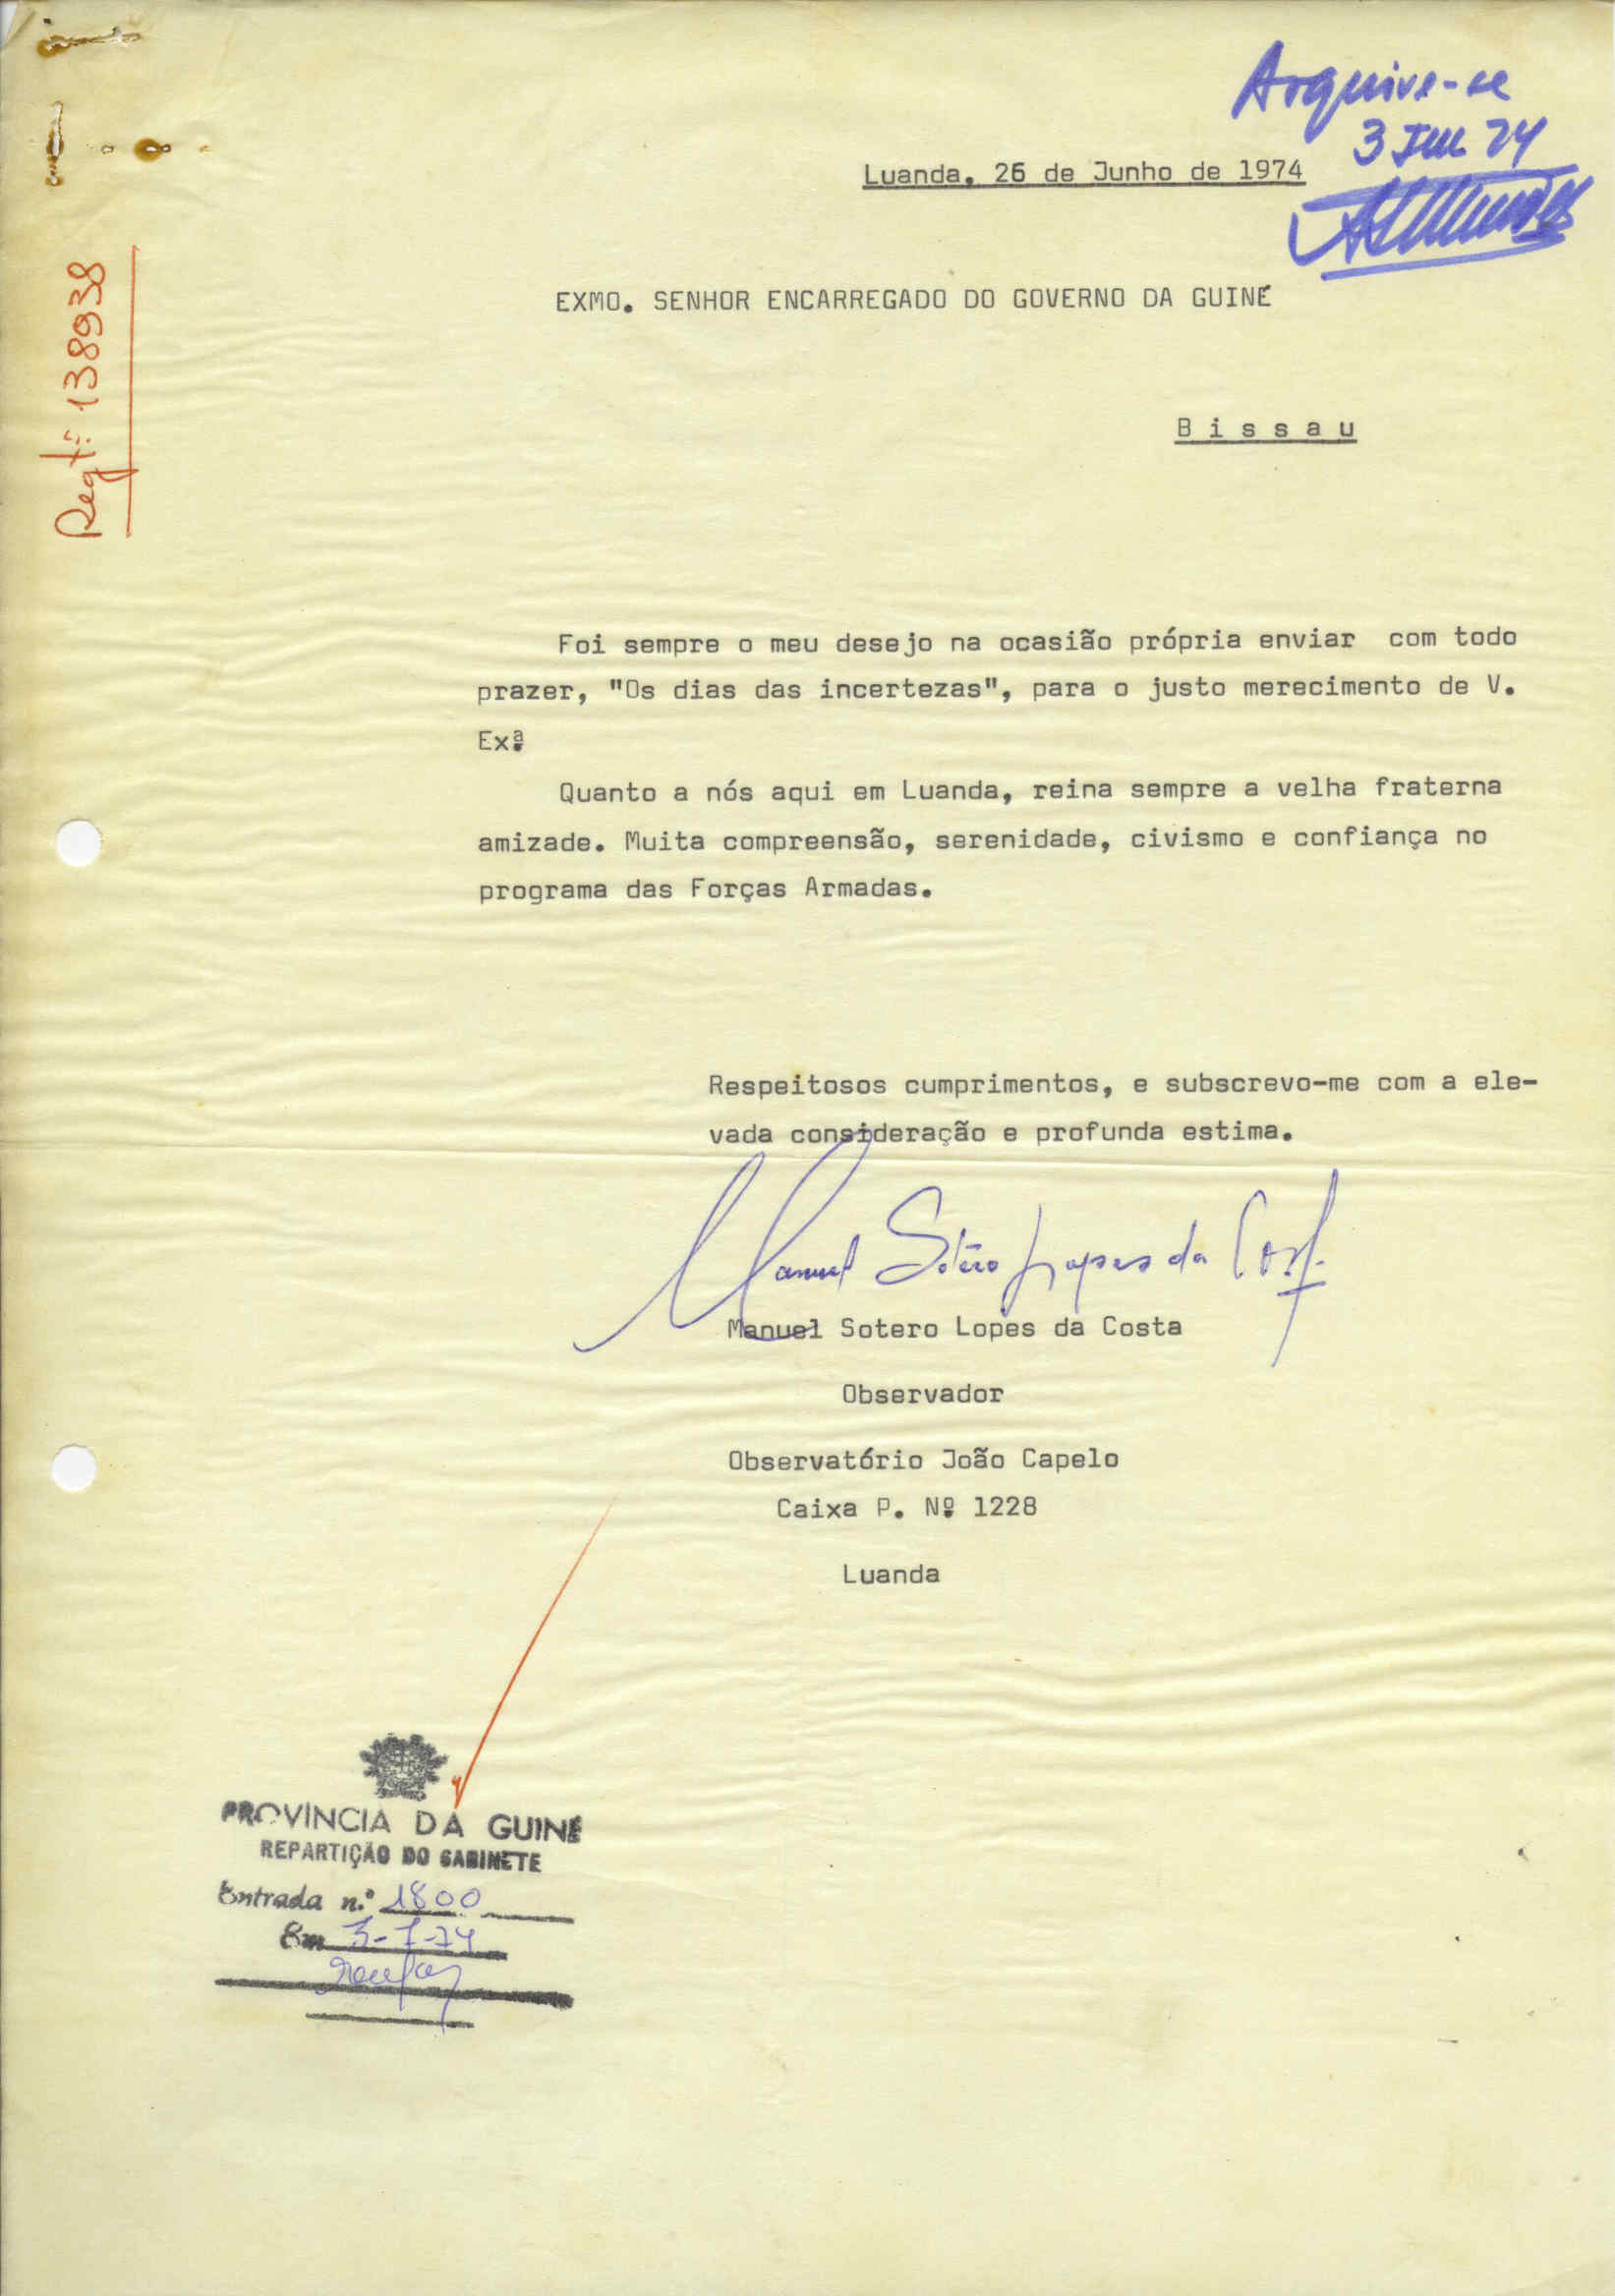 Arquive-se
3 JUL 74
Luanda, 26 de Junho de 1974
Regt: 138938
EXMO. SENHOR ENCARREGADO DO GOVERNO DA GUINÉ
B i s s a u
Foi sempre o meu desejo na ocasião própria enviar com todo
prazer, "Os dias das incertezas", para o justo merecimento de V.
Exª
Quanto a nós aqui em Luanda, reina sempre a velha fraterna
amizade. Muita compreensão, serenidade, civismo e confiança no
programa das Forças Armadas.
Respeitosos cumprimentos, e subscrevo-me com a ele-
vada consideração e profunda estima.
Manuel Sotero Lopes da Costa
Manuel Sotero Lopes da Costa
Observador
Observatório João Capelo
Caixa P. Nº 1228
Luanda
PROVÍNCIA DA GUINÉ
REPARTIÇÃO DO GABINETE
Entrada n.º 1800
Em 3-7-74